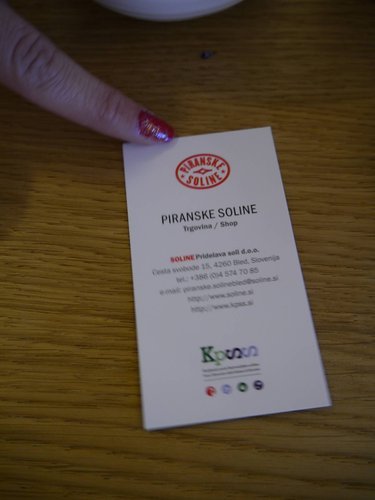 PIRANSKE
SOLINE
PIRANSKE SOLINE
Trgovina / Shop
SOLINE Pridelava soli d.o.o.
Cesta svobode 15, 4260 Bled, Slovenija
tel.: +386 (0)4 574 70 85
e-mail: piranske.solinebled@soline.si
http://www.soline.si
http://www.kpss.si
Kpss